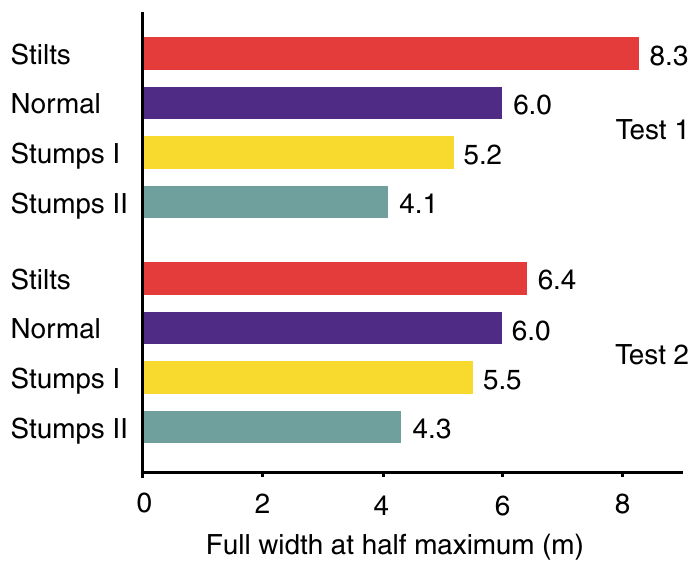 Stilts 8.3
Normal 6.0
Test 1
Stumps I 5.2
Stumps II 4.1
Stilts 6.4
Normal 6.0
Test 2
Stumps I 5.5
Stumps II 4.3
0 2 4 6 8
Full width at half maximum (m)